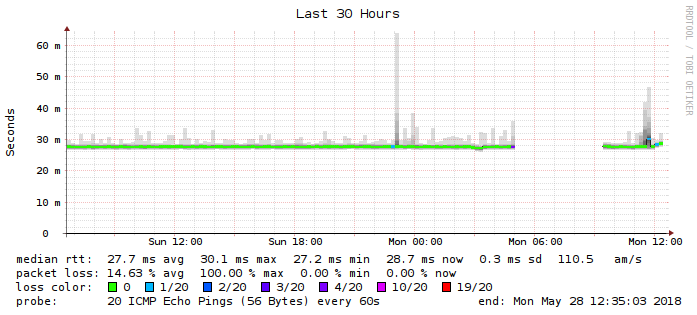 Last 30 Hours
RRDTOOL / TOBI OETIKER
Seconds
60 m
50 m
40 m
30 m
20 m
10 m
0
Sun 12:00 Sun 18:00 Mon 00:00 Mon 06:00 Mon 12:00
median rtt: 27.7 ms avg 30.1 ms max 27.2 ms min 28.7 ms now 0.3 ms sd 110.5 am/s
packet loss: 14.63 % avg 100.00 % max 0.00 % min 0.00 % now
loss color: 0 1/20 2/20 3/20 4/20 10/20 19/20
probe: 20 ICMP Echo Pings (56 Bytes) every 60s end: Mon May 28 12:35:03 2018